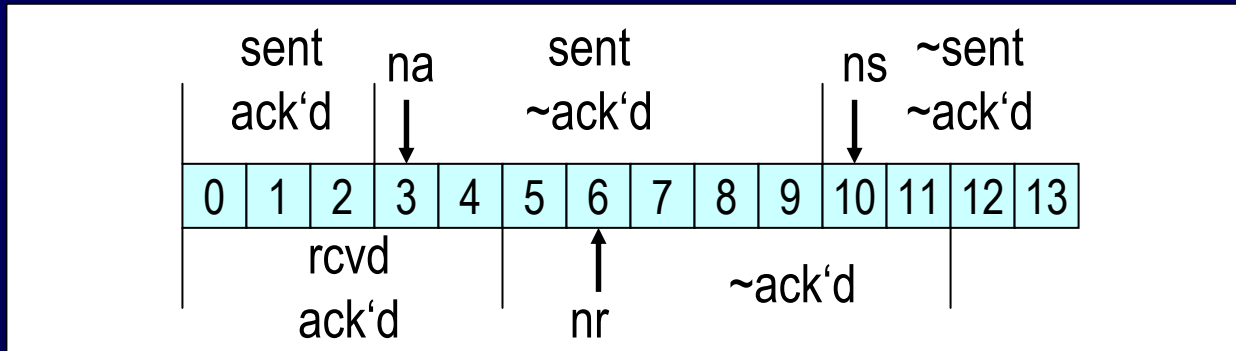 sent na sent ns ~sent
ack‘d ~ack‘d ~ack‘d
0 1 2 3 4 5 6 7 8 9 10 11 12 13
rcvd ~ack‘d
ack‘d nr